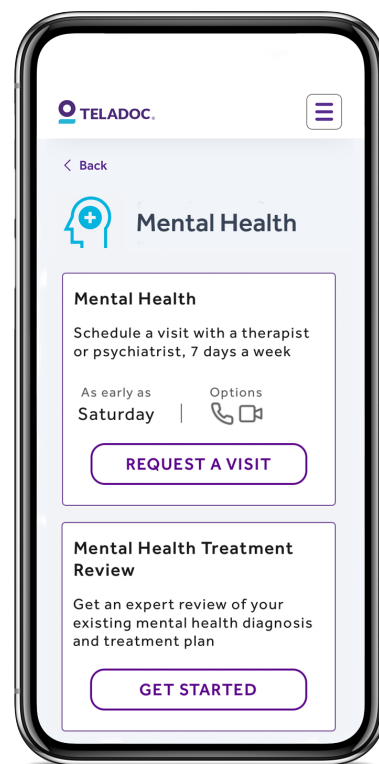 TELADOC.
Back
Mental Health
Mental Health
Schedule a visit with a therapist
or psychiatrist, 7 days a week
As early as
Options
Saturday
REQUEST A VISIT
Mental Health Treatment
Review
Get an expert review of your
existing mental health diagnosis
and treatment plan
GET STARTED